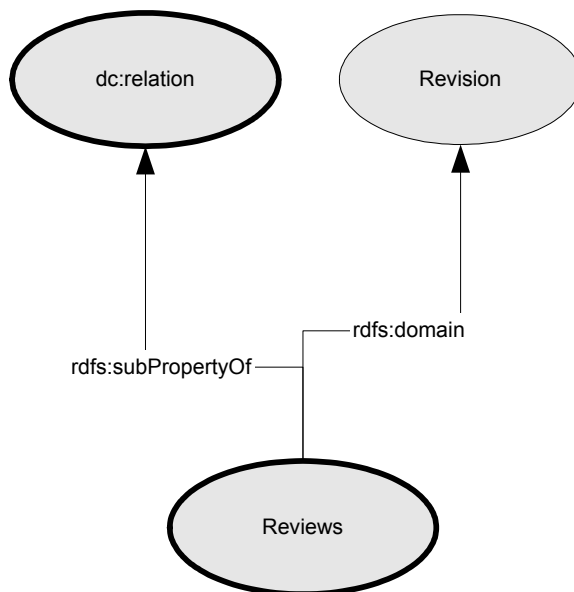 dc:relation
Revision
rdfs:domain
rdfs:subPropertyOf
Reviews